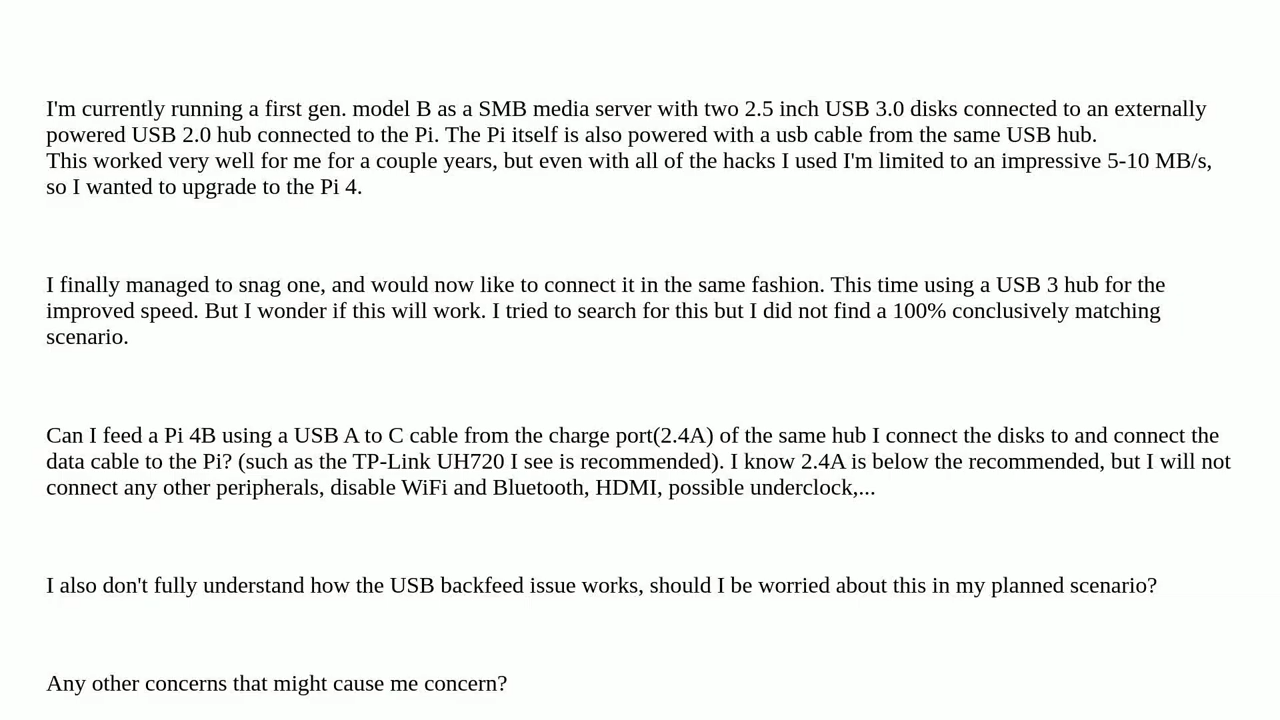 I'm currently running a first gen. model B as a SMB media server with two 2.5 inch USB 3.0 disks connected to an externally
powered USB 2.0 hub connected to the Pi. The Pi itself is also powered with a usb cable from the same USB hub.
This worked very well for me for a couple years, but even with all of the hacks I used I'm limited to an impressive 5-10 MB/s,
so I wanted to upgrade to the Pi 4.
I finally managed to snag one, and would now like to connect it in the same fashion. This time using a USB 3 hub for the
improved speed. But I wonder if this will work. I tried to search for this but I did not find a 100% conclusively matching
scenario.
Can I feed a Pi 4B using a USB A to C cable from the charge port(2.4A) of the same hub I connect the disks to and connect the
data cable to the Pi? (such as the TP-Link UH720 I see is recommended). I know 2.4A is below the recommended, but I will not
connect any other peripherals, disable WiFi and Bluetooth, HDMI, possible underclock,...
I also don't fully understand how the USB backfeed issue works, should I be worried about this in my planned scenario?
Any other concerns that might cause me concern?